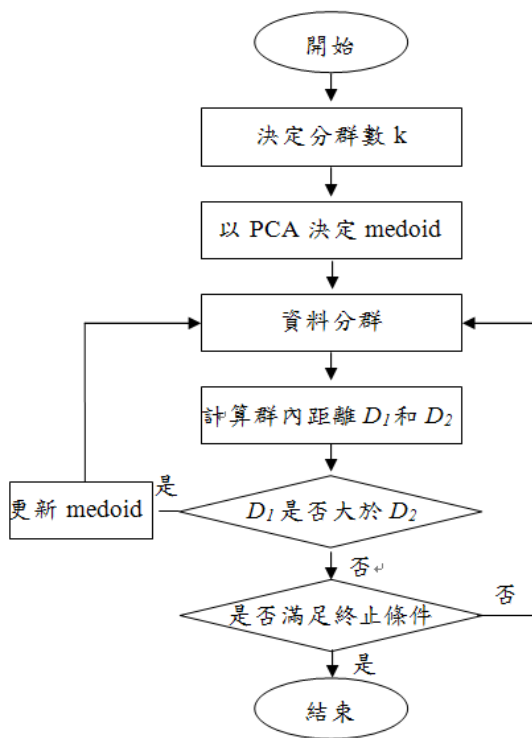 開始
決定分群數 k
以 PCA 決定 medoid
資料分群
計算群內距離 D1和 D2
是
更新 medoid
D1 是否大於 D2
否↵
否
是否滿足終止條件
是
結束